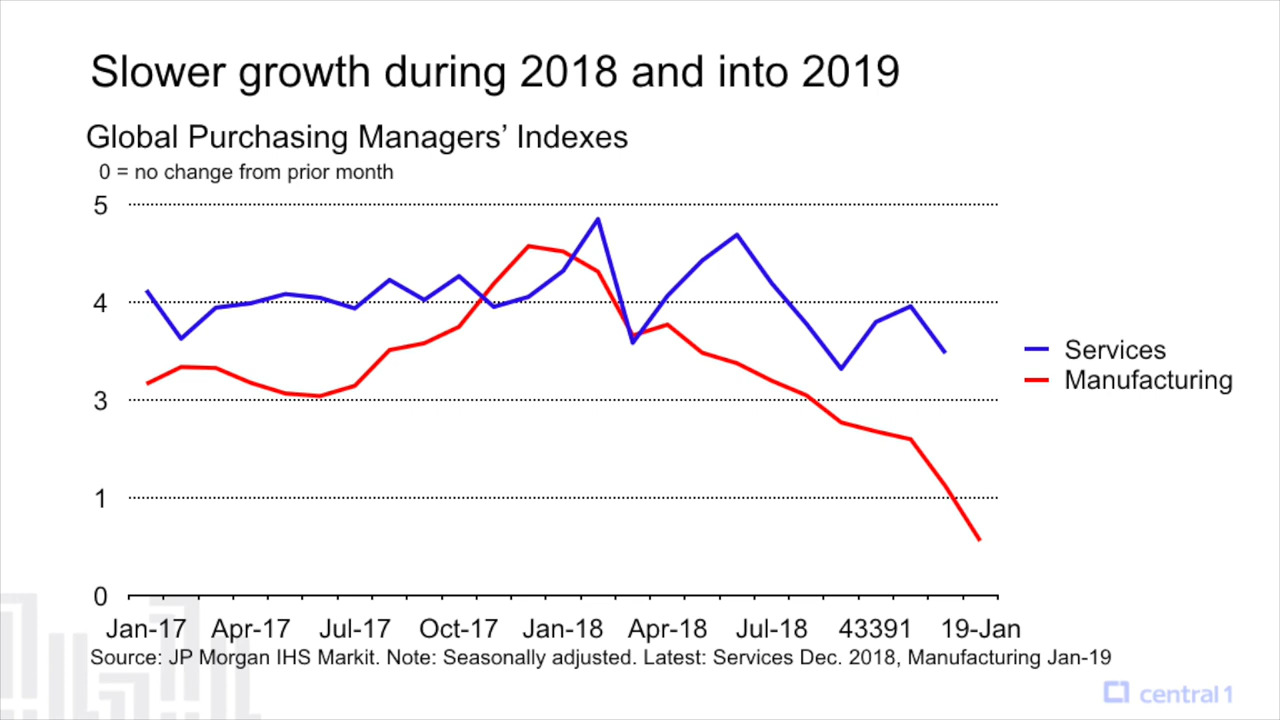 Slower growth during 2018 and into 2019
Global Purchasing Managers’ Indexes
0 = no change from prior month
5
4
3
1
0
Services
Manufacturing
Jan-17 Apr-17 Jul-17 Oct-17 Jan-18 Apr-18 Jul-18 43391 19-Jan
Source: JP Morgan IHS Markit. Note: Seasonally adjusted. Latest: Services Dec. 2018, Manufacturing Jan-19
central1